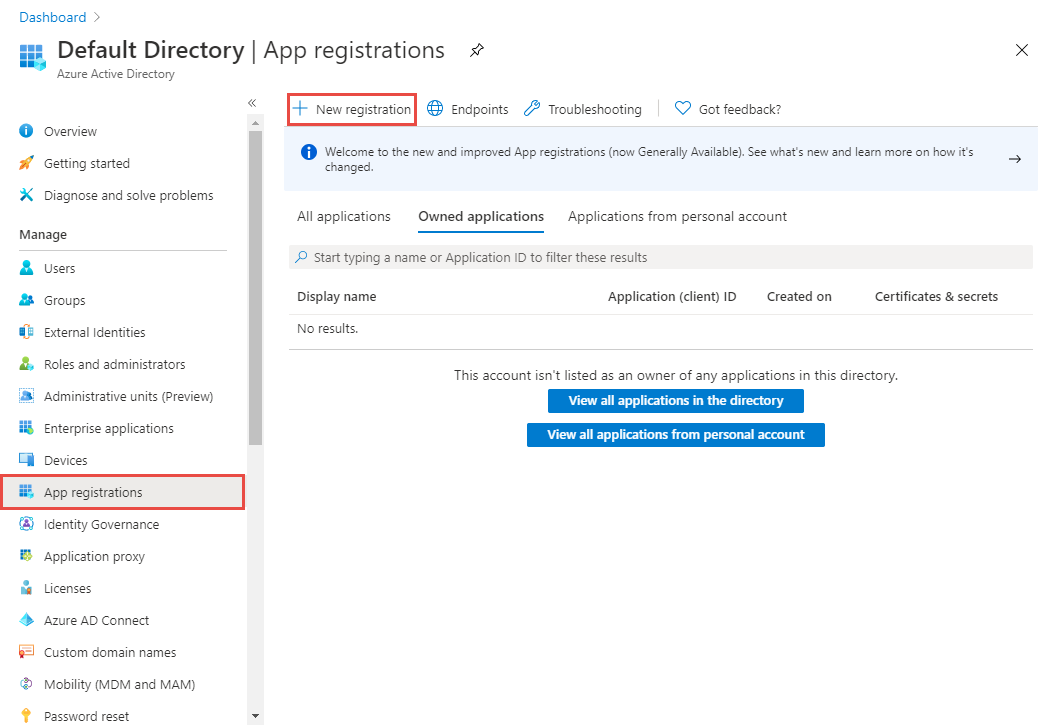 Dashboard
Default Directory | App registrations
Azure Active Directory
Overview
Getting started
Diagnose and solve problems
Manage
Users
Groups
External Identities
Roles and administrators
Administrative units (Preview)
Enterprise applications
Devices
App registrations
Identity Governance
Application proxy
Licenses
Azure AD Connect
Custom domain names
Mobility (MDM and MAM)
Password reset
New registration Endpoints Troubleshooting Got feedback?
Welcome to the new and improved App registrations (now Generally Available). See what's new and learn more on how it's
changed.
All applications Owned applications Applications from personal account
Start typing a name or Application ID to filter these results
Display name Application (client) ID Created on Certificates & secrets
No results.
This account isn't listed as an owner of any applications in this directory.
View all applications in the directory
View all applications from personal account